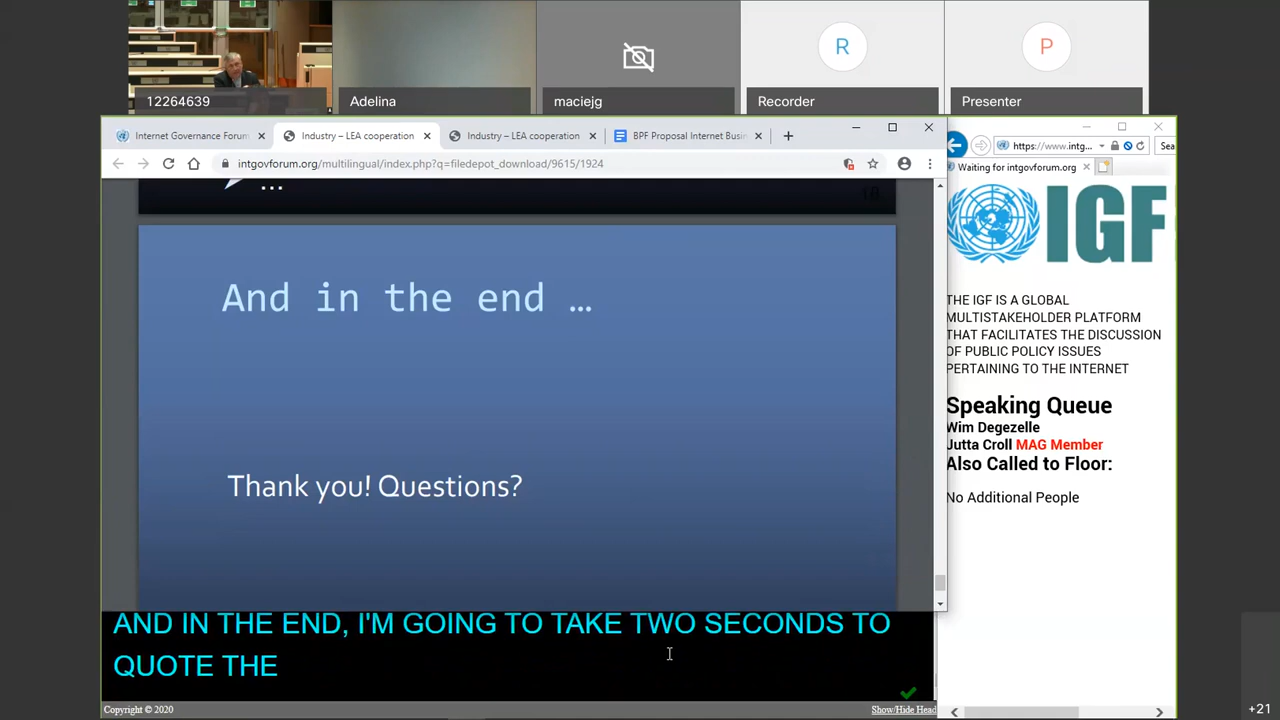 12264639
Adelina
maciejg
R
Recorder
P
Presenter
Internet Governance Forum
Industry – LEA cooperation
Industry – LEA cooperation
BPF Proposal Internet Busin
intgovforum.org/multilingual/index.php?q=filedepot_download/9615/1924
https://www.intg...
Sea
Waiting for intgovforum.org
...
And in the end …
Thank you! Questions?
IGF
THE IGF IS A GLOBAL
MULTISTAKEHOLDER PLATFORM
THAT FACILITATES THE DISCUSSION
OF PUBLIC POLICY ISSUES
PERTAINING TO THE INTERNET
Speaking Queue
Wim Degezelle
Jutta Croll MAG Member
Also Called to Floor:
No Additional People
AND IN THE END, I'M GOING TO TAKE TWO SECONDS TO
QUOTE THE
Copyright © 2020
Show/Hide Head
+21